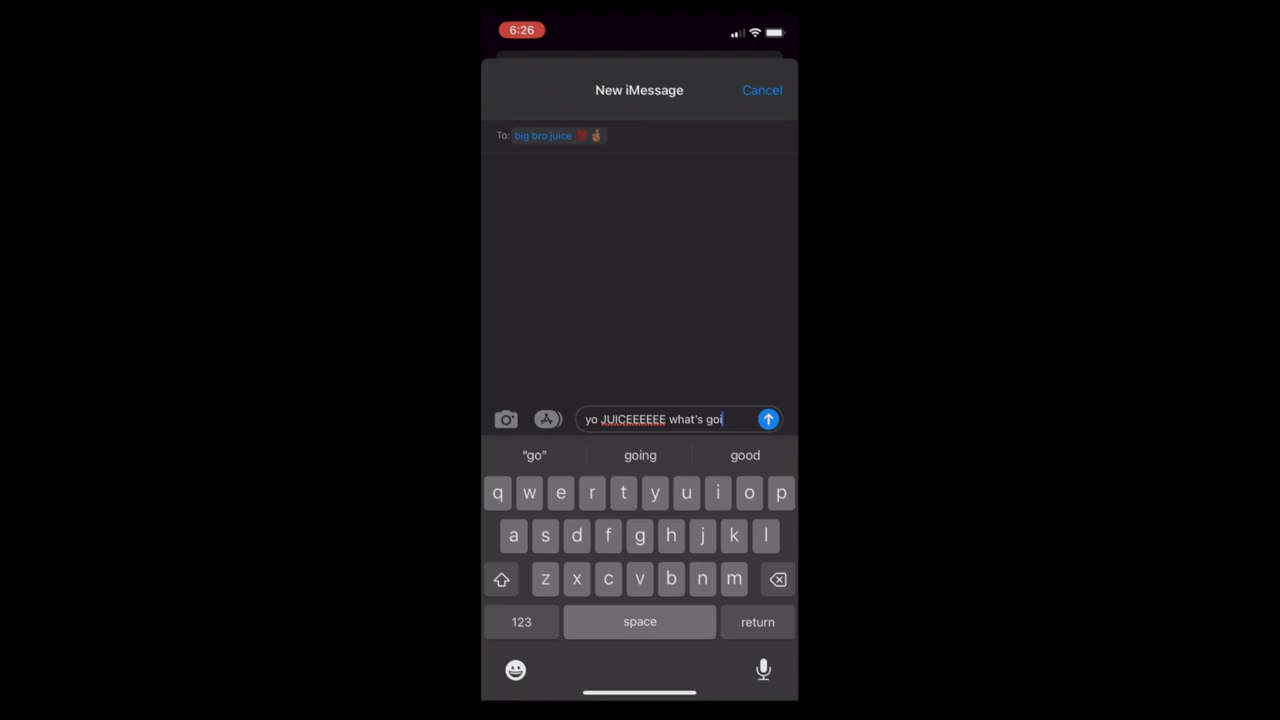 6:26
New iMessage Cancel
To: big bro juice ❤️🤞🏾
yo JUICEEEEEE what's goi
“go” going good
q w e r t y u i o p
a s d f g h j k l
z x c v b n m
123 space return